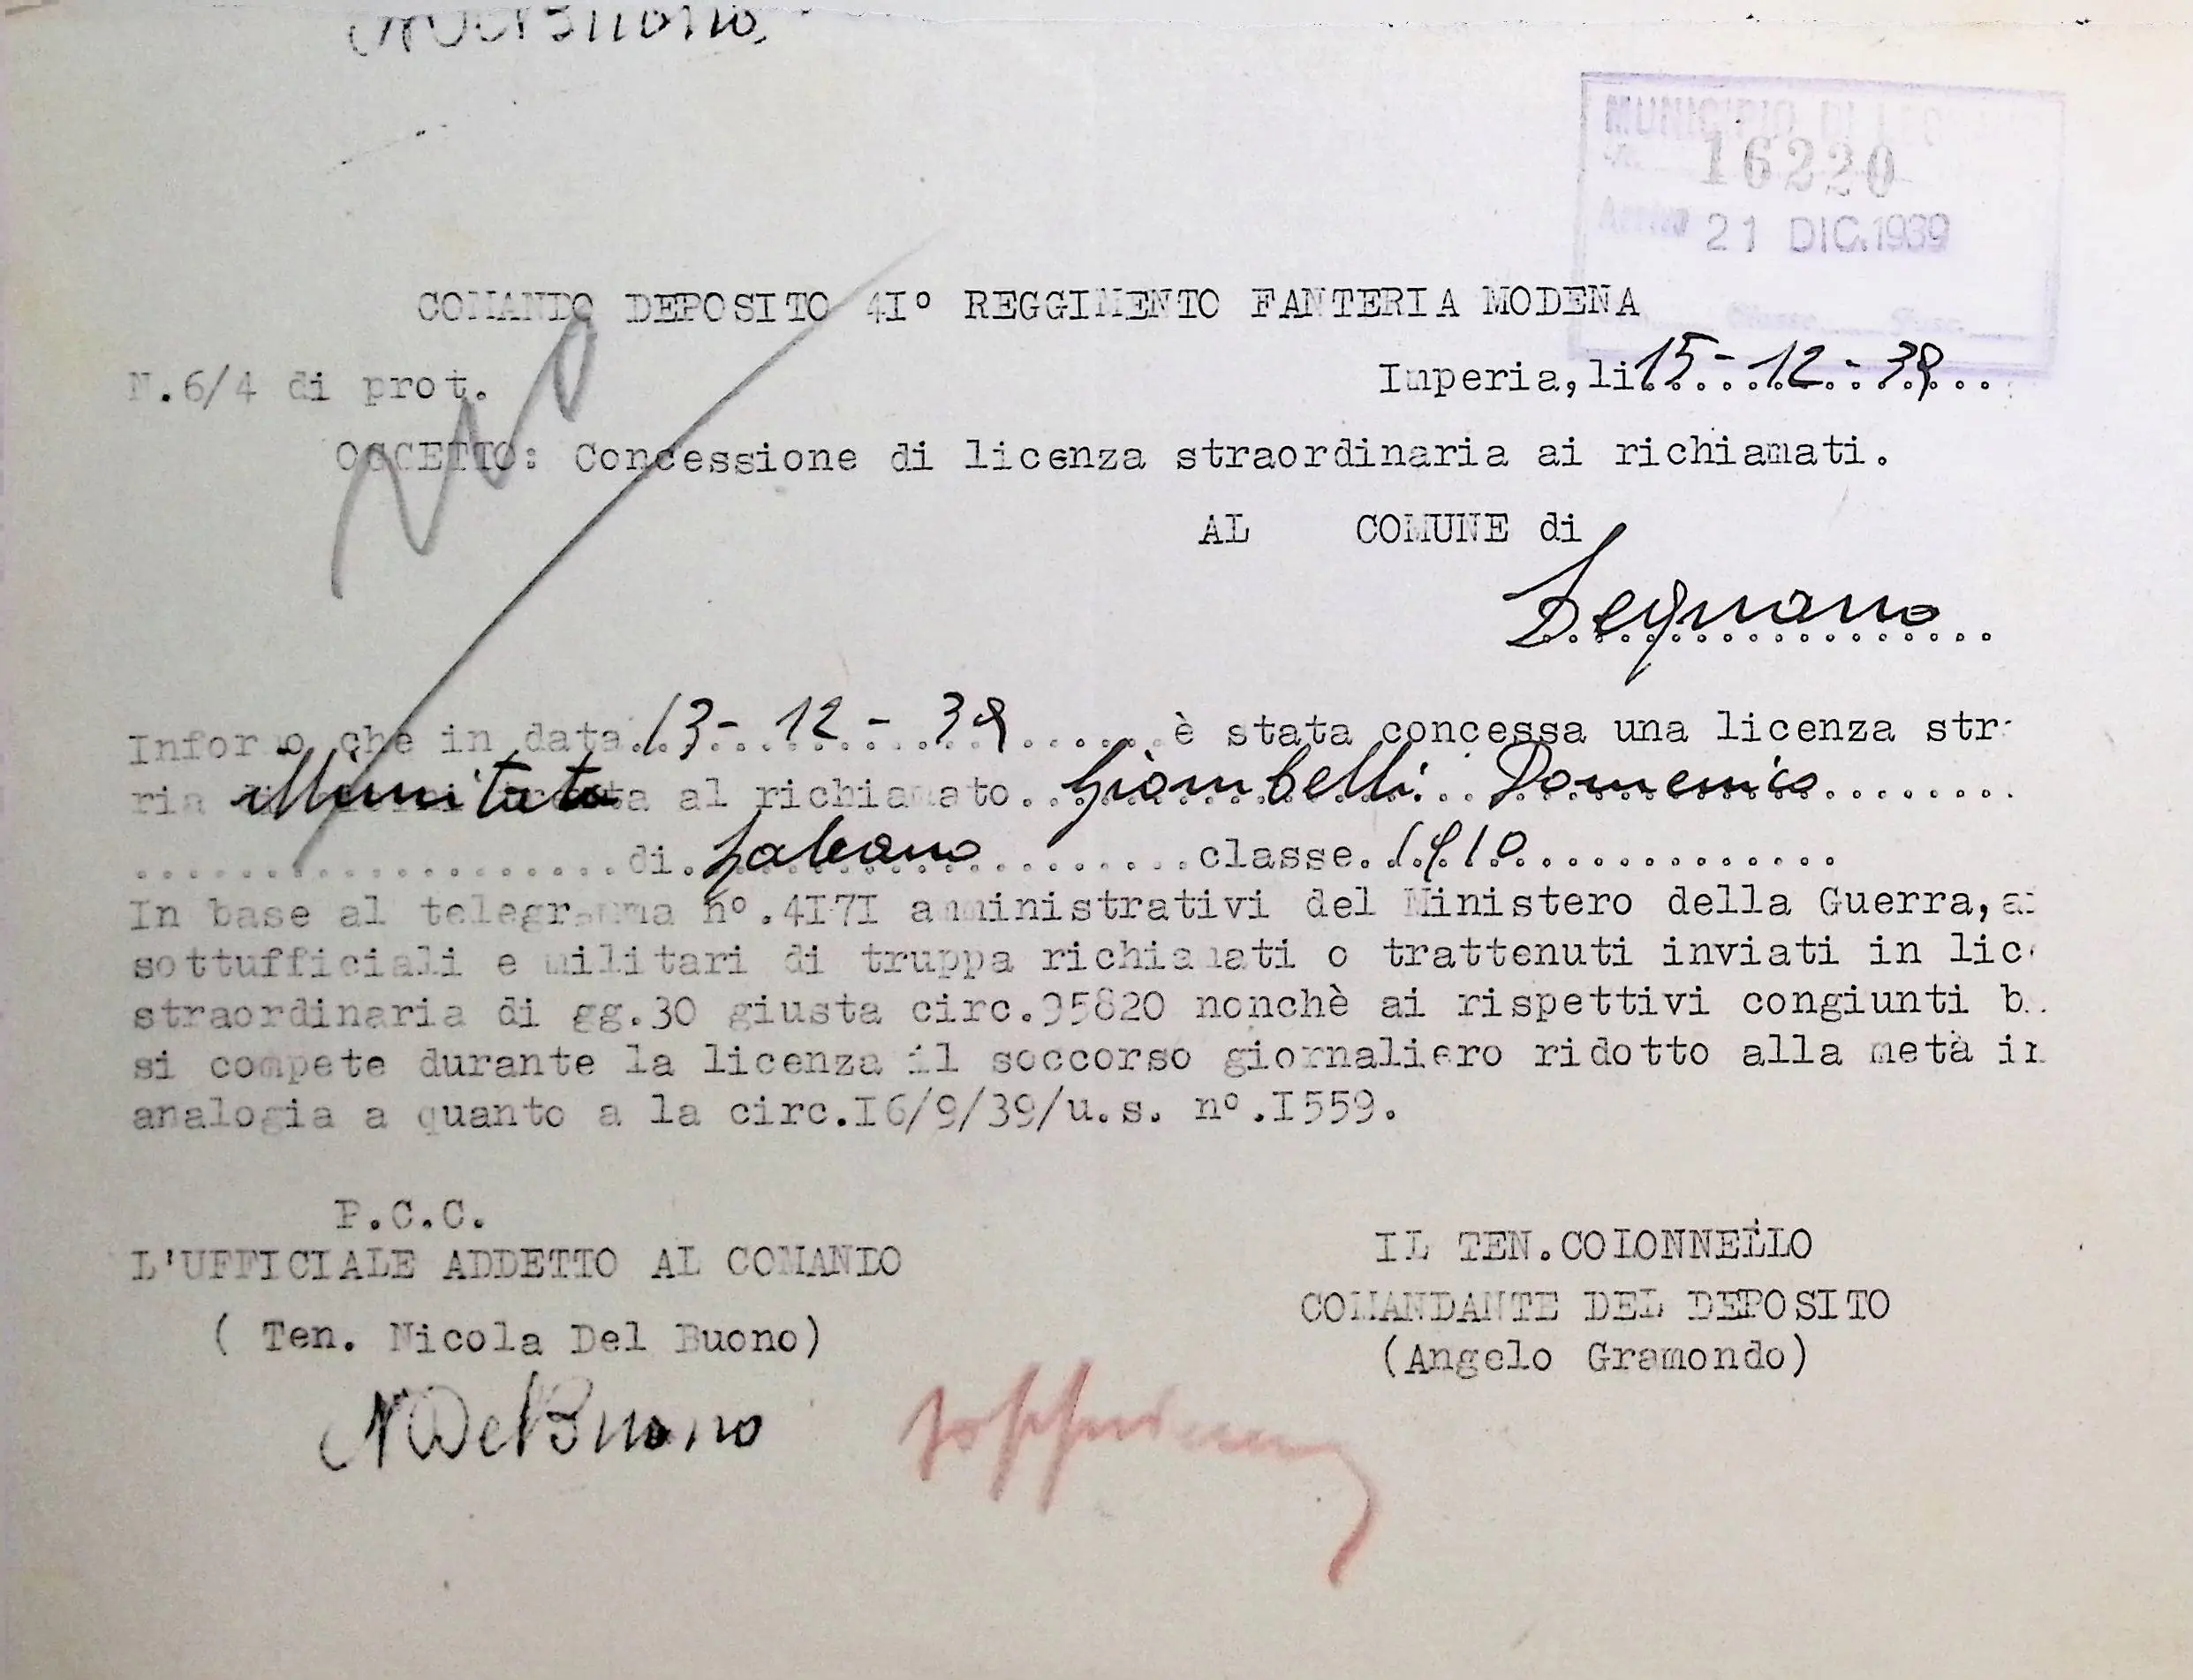 MUNICIPIO DI
16220
Arrivo 21 DIC.1939
COMANDO DEPOSITO 4I° REGGIMENTO FANTERIA MODENA
N.6/4 di prot.
Imperia,li 15-12-39
OGGETTO: Concessione di licenza straordinaria ai richiamati.
NO
AL COMUNE di
Legnano
Informo che in data 13-12-39 è stata concessa una licenza str
ria illimitata al richiamato Giambelli Domenico
di classe 1910
In base al telegramma n°.4I7I amministrativi del Ministero della Guerra,ai
sottufficiali e militari di truppa richiamati o trattenuti inviati in lic
straordinaria di gg.30 giusta circ.95820 nonchè ai rispettivi congiunti b
si compete durante la licenza il soccorso giornaliero ridotto alla metà in
analogia a quanto a la circ.I6/9/39/u.s. n°.I559.
P.C.C.
L'UFFICIALE ADDETTO AL COMANDO
( Ten. Nicola Del Buono)
N Del Buono
IL TEN.COLONNELLO
COMANDANTE DEL DEPOSITO
(Angelo Gramondo)